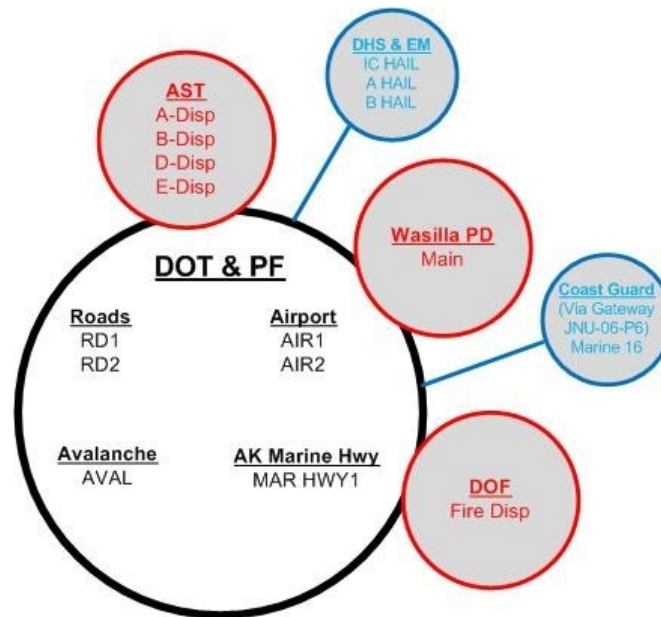 DHS & EM
IC HAIL
A HAIL
B HAIL
AST
A-Disp
B-Disp
D-Disp
E-Disp
Wasilla PD
Main
DOT & PF
Roads
RD1
RD2
Airport
AIR1
AIR2
Coast Guard
(Via Gateway
JNU-06-P6)
Marine 16
Avalanche
AVAL
AK Marine Hwy
MAR HWY1
DOF
Fire Disp